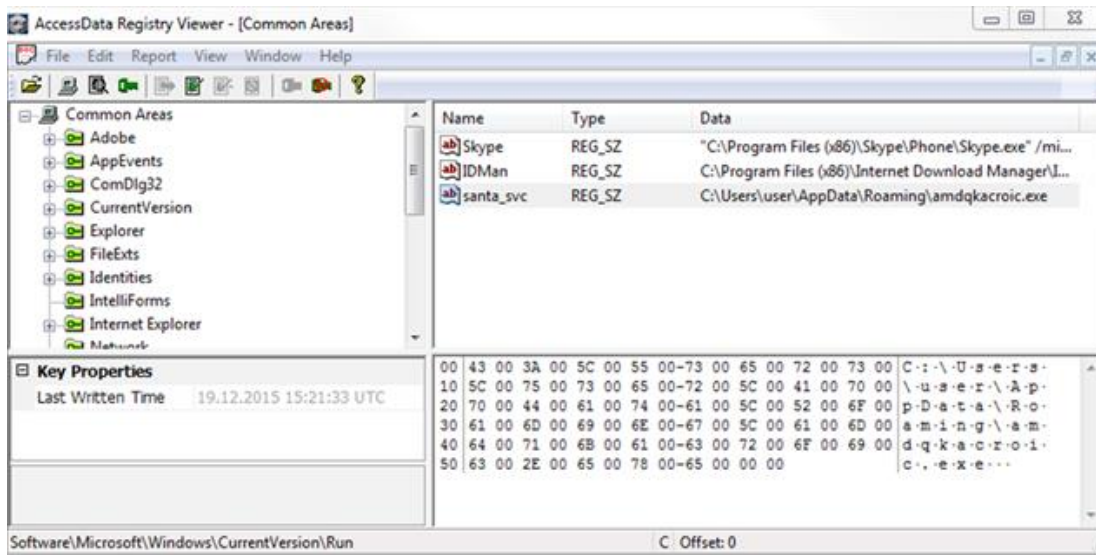 AccessData Registry Viewer - [Common Areas]
File Edit Report View Window Help
Common Areas
Adobe
AppEvents
ComDlg32
CurrentVersion
Explorer
FileExts
Identities
IntelliForms
Internet Explorer
Network
Name Type Data
Skype REG_SZ "C:\Program Files (x86)\Skype\Phone\Skype.exe" /mi...
IDMan REG_SZ C:\Program Files (x86)\Internet Download Manager\I...
santa_svc REG_SZ C:\Users\user\AppData\Roaming\amdqkacroic.exe
Key Properties
Last Written Time 19.12.2015 15:21:33 UTC
00 43 00 3A 00 5C 00 55 00-73 00 65 00 72 00 73 00 C·:·\·U·s·e·r·s·
10 5C 00 75 00 73 00 65 00-72 00 5C 00 41 00 70 00 \·u·s·e·r·\·A·p·
20 70 00 44 00 61 00 74 00-61 00 5C 00 52 00 6F 00 p·D·a·t·a·\·R·o·
30 61 00 6D 00 69 00 6E 00-67 00 5C 00 61 00 6D 00 a·m·i·n·g·\·a·m·
40 64 00 71 00 6B 00 61 00-63 00 72 00 6F 00 69 00 d·q·k·a·c·r·o·i·
50 63 00 2E 00 65 00 78 00-65 00 00 00 c·.·e·x·e···
Software\Microsoft\Windows\CurrentVersion\Run C Offset: 0